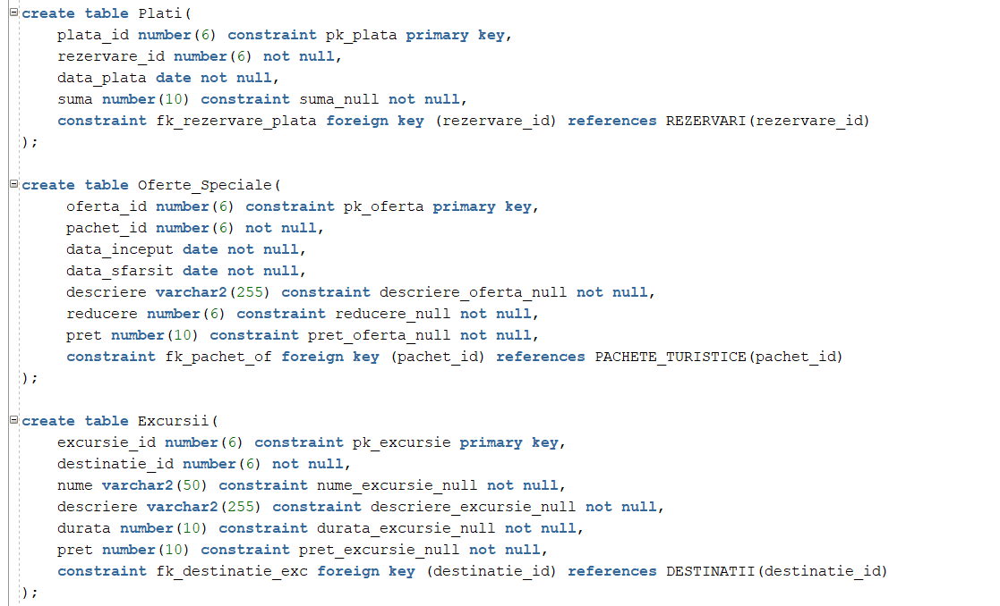 create table Plati(
    plata_id number(6) constraint pk_plata primary key,
    rezervare_id number(6) not null,
    data_plata date not null,
    suma number(10) constraint suma_null not null,
    constraint fk_rezervare_plata foreign key (rezervare_id) references REZERVARI(rezervare_id)
);

create table Oferte_Speciale(
     oferta_id number(6) constraint pk_oferta primary key,
     pachet_id number(6) not null,
     data_inceput date not null,
     data_sfarsit date not null,
     descriere varchar2(255) constraint descriere_oferta_null not null,
     reducere number(6) constraint reducere_null not null,
     pret number(10) constraint pret_oferta_null not null,
     constraint fk_pachet_of foreign key (pachet_id) references PACHETE_TURISTICE(pachet_id)
);

create table Excursii(
    excursie_id number(6) constraint pk_excursie primary key,
    destinatie_id number(6) not null,
    nume varchar2(50) constraint nume_excursie_null not null,
    descriere varchar2(255) constraint descriere_excursie_null not null,
    durata number(10) constraint durata_excursie_null not null,
    pret number(10) constraint pret_excursie_null not null,
    constraint fk_destinatie_exc foreign key (destinatie_id) references DESTINATII(destinatie_id)
);